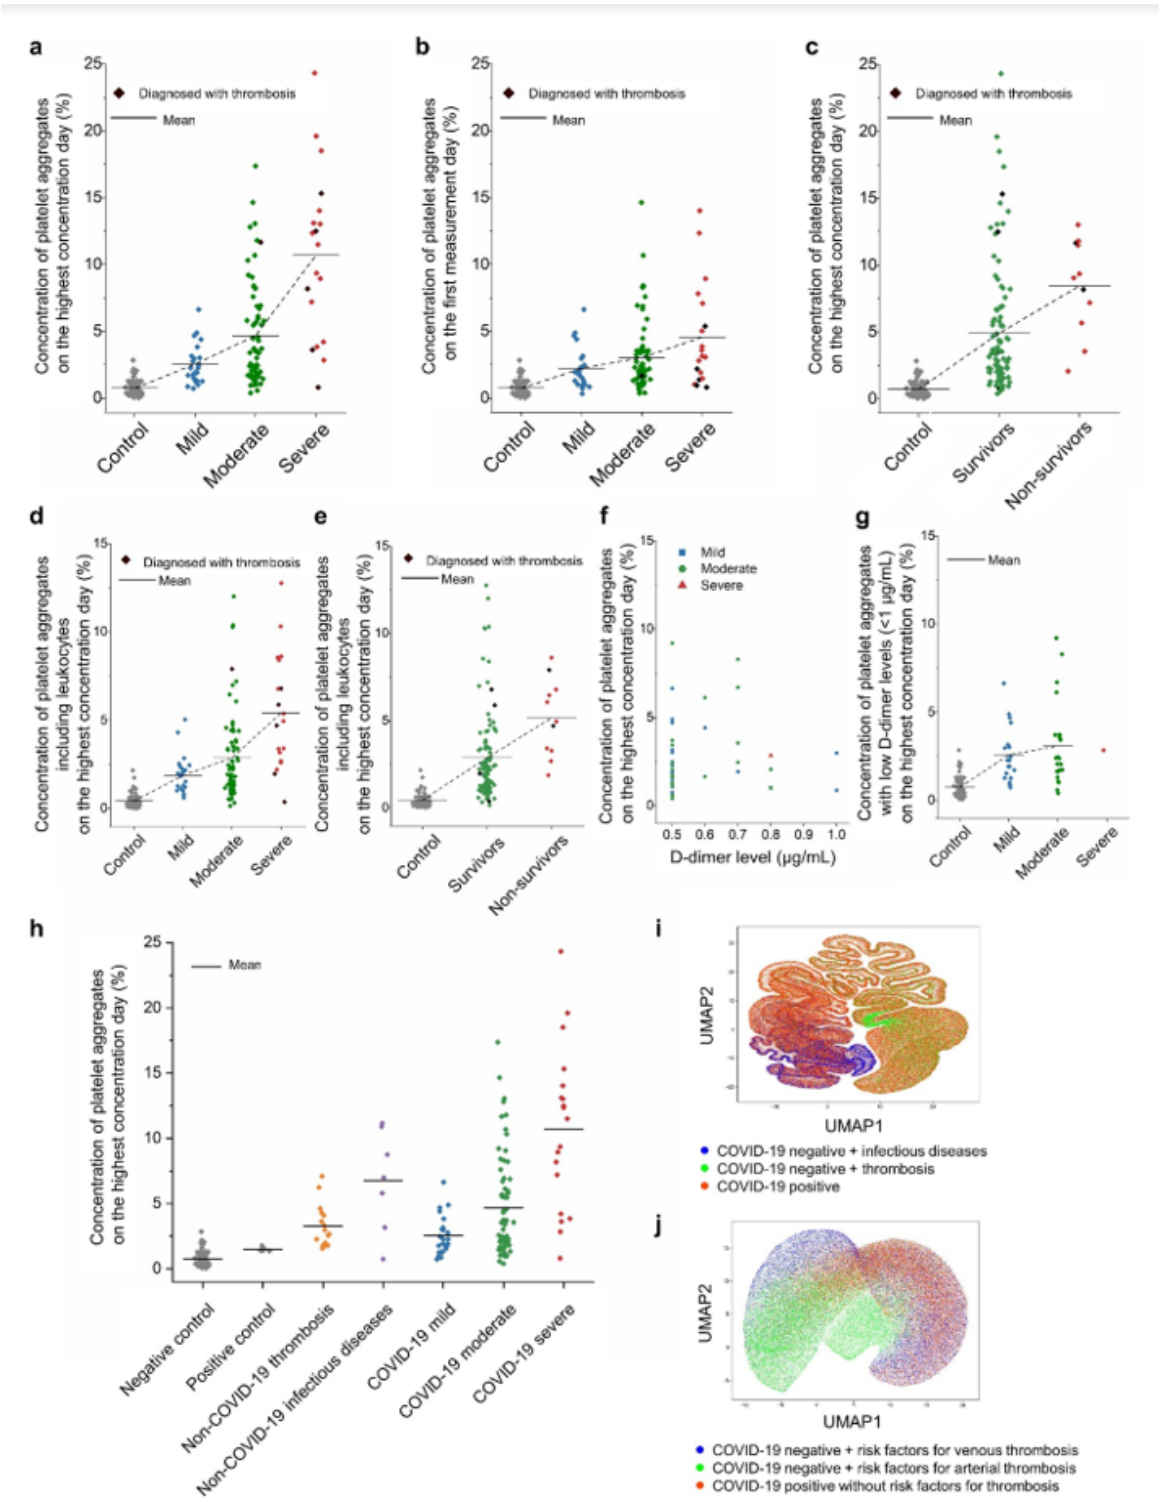 a
Concentration of platelet aggregates
on the highest concentration day (%)
25
20
15
10
5
0
Diagnosed with thrombosis
Mean
Control
Mild
Moderate
Severe
b
Concentration of platelet aggregates
on the first measurement day (%)
25
20
15
10
5
0
Diagnosed with thrombosis
Mean
Control
Mild
Moderate
Severe
c
Concentration of platelet aggregates
on the highest concentration day (%)
25
20
15
10
5
0
Diagnosed with thrombosis
Mean
Control
Survivors
Non-survivors
d
Concentration of platelet aggregates
including leukocytes
on the highest concentration day (%)
15
10
5
0
Diagnosed with thrombosis
Mean
Control
Mild
Moderate
Severe
e
Concentration of platelet aggregates
including leukocytes
on the highest concentration day (%)
15
10
5
0
Diagnosed with thrombosis
Mean
Control
Survivors
Non-survivors
f
Concentration of platelet aggregates
on the highest concentration day (%)
15
10
5
0
Mild
Moderate
Severe
0.5 0.6 0.7 0.8 0.9 1.0
D-dimer level (µg/mL)
g
Concentration of platelet aggregates
with low D-dimer levels (<1 µg/mL)
on the highest concentration day (%)
15
10
5
0
Mean
Control
Mild
Moderate
Severe
h
Concentration of platelet aggregates
on the highest concentration day (%)
25
20
15
10
5
0
Mean
Negative control
Positive control
Non-COVID-19 thrombosis
Non-COVID-19 infectious diseases
COVID-19 mild
COVID-19 moderate
COVID-19 severe
i
UMAP2
UMAP1
COVID-19 negative + infectious diseases
COVID-19 negative + thrombosis
COVID-19 positive
j
UMAP2
UMAP1
COVID-19 negative + risk factors for venous thrombosis
COVID-19 negative + risk factors for arterial thrombosis
COVID-19 positive without risk factors for thrombosis